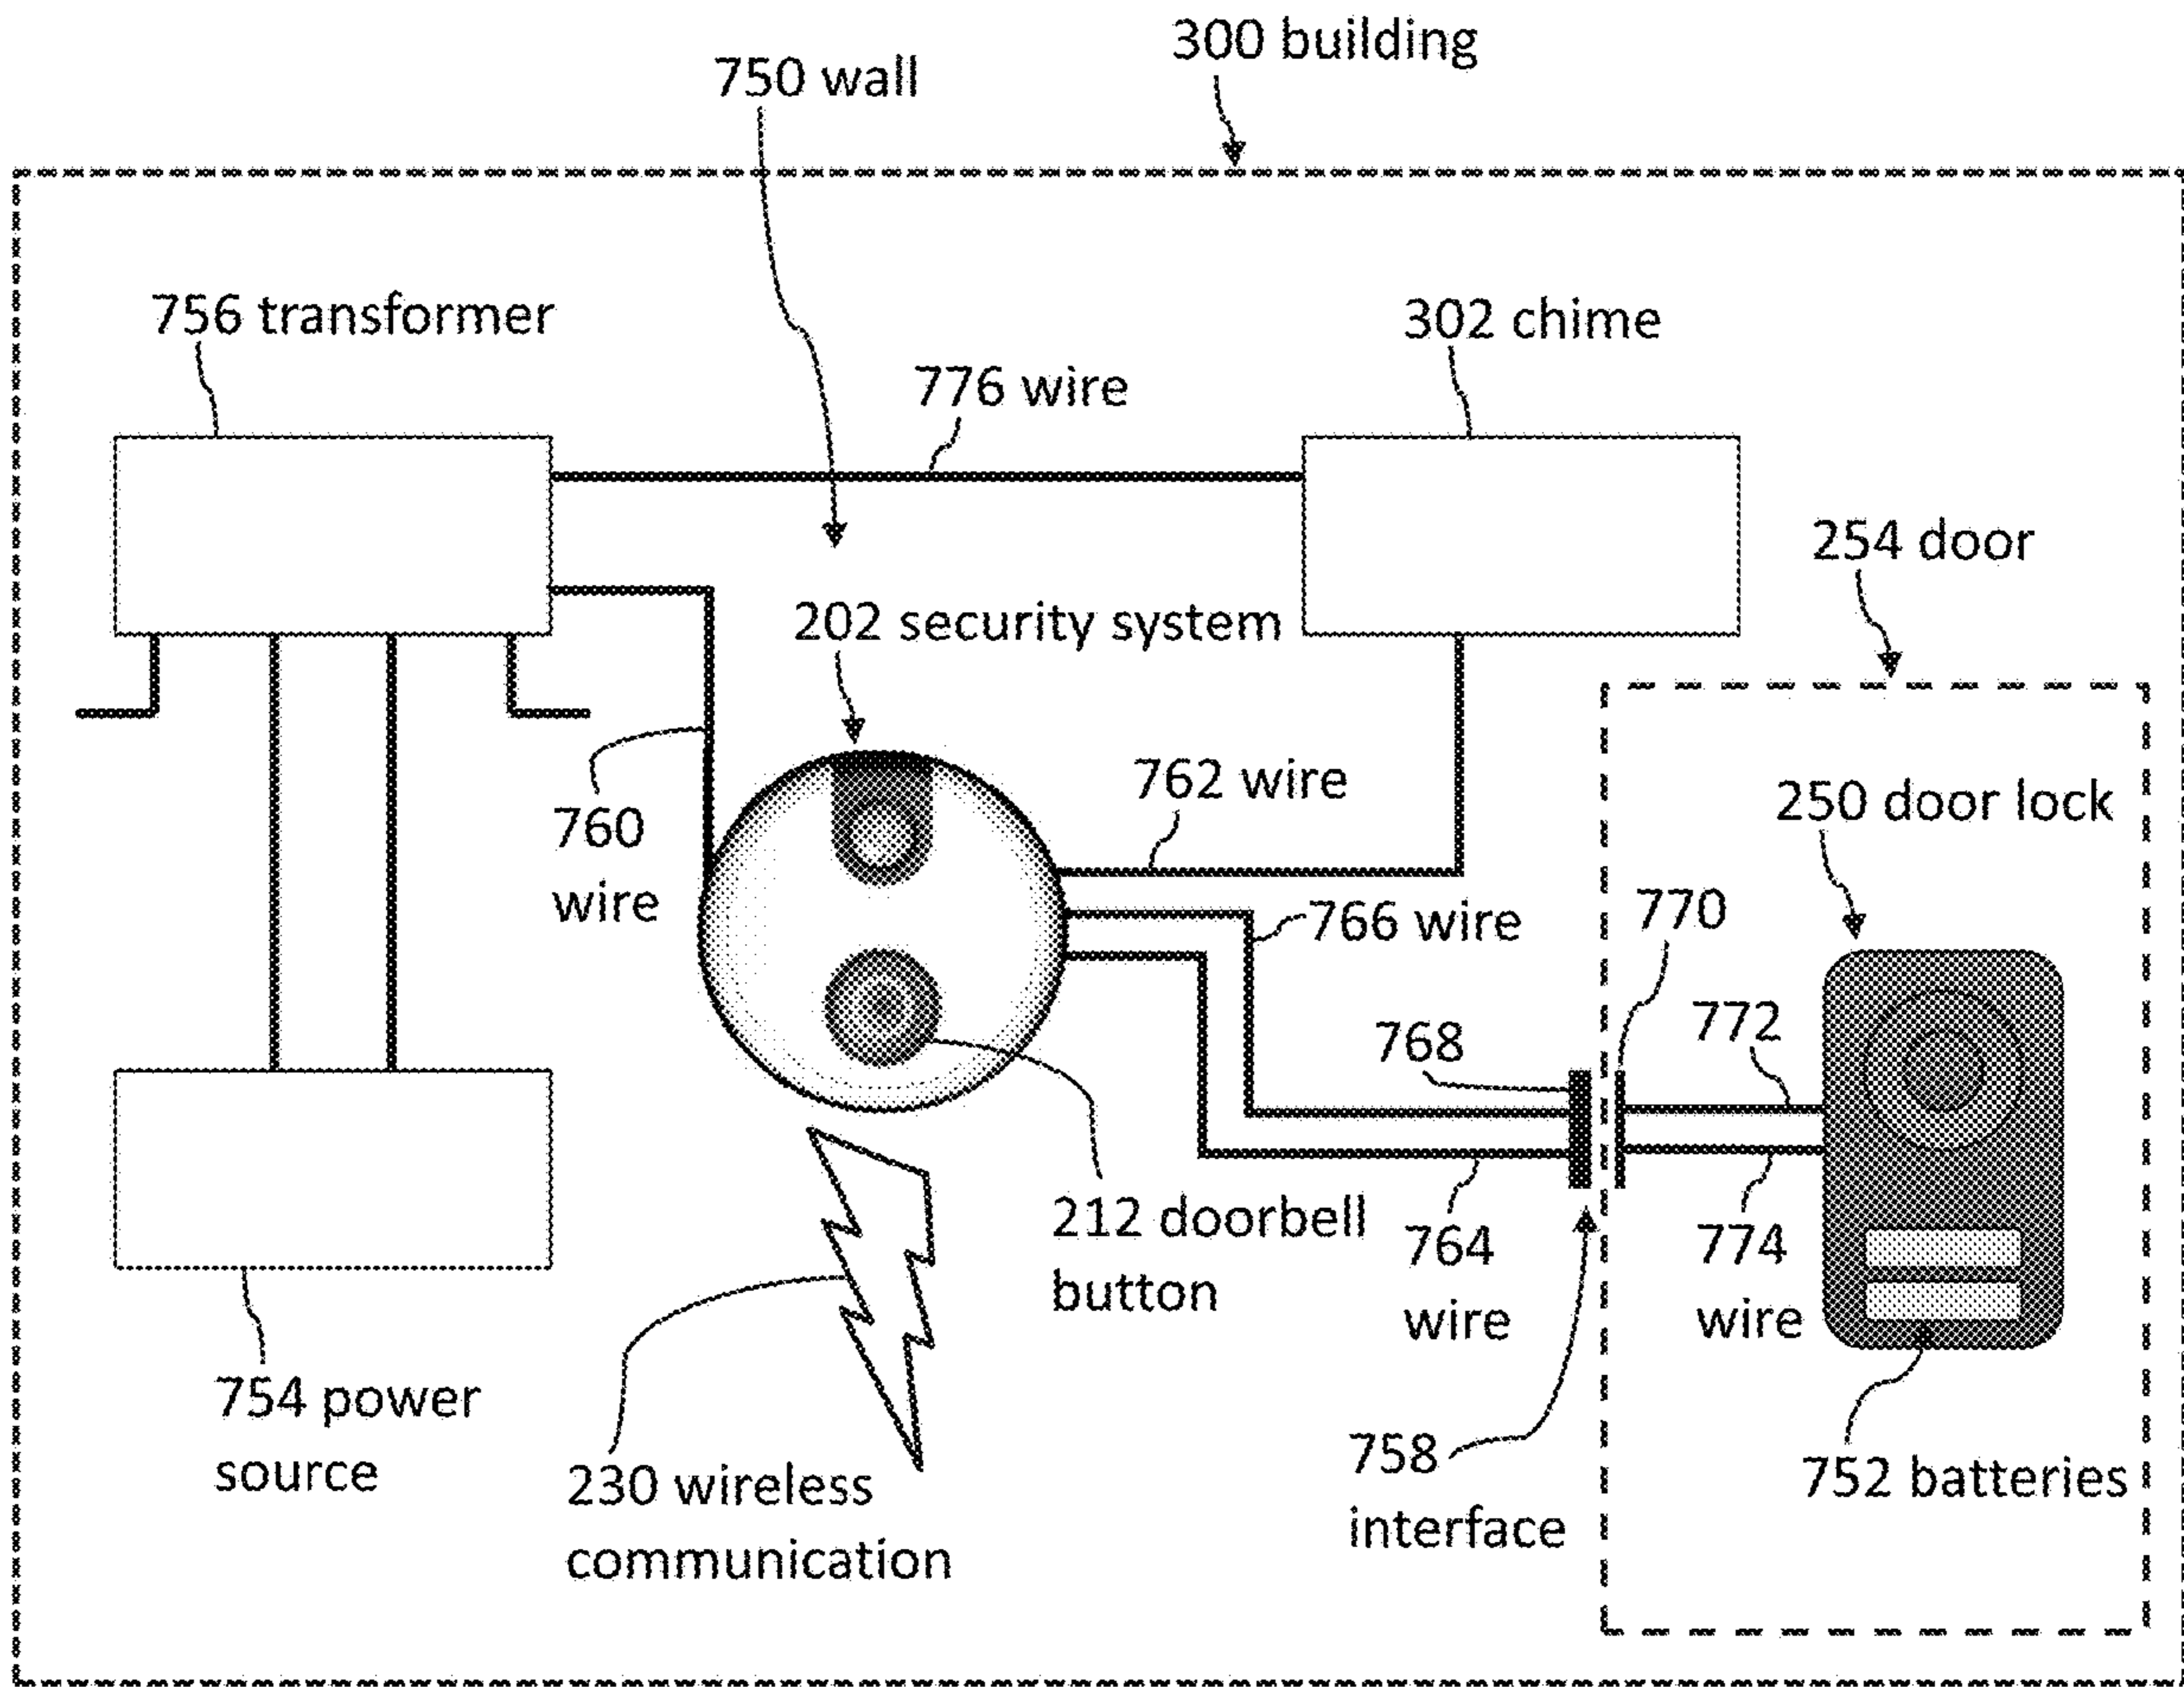 300 building
750 wall
756 transformer
302 chime
776 wire
254 door
202 security system
762 wire
250 door lock
760
wire
766 wire
770
772
768
212 doorbell
button
764
wire
774
wire
754 power
source
758
interface
752 batteries
230 wireless
communication